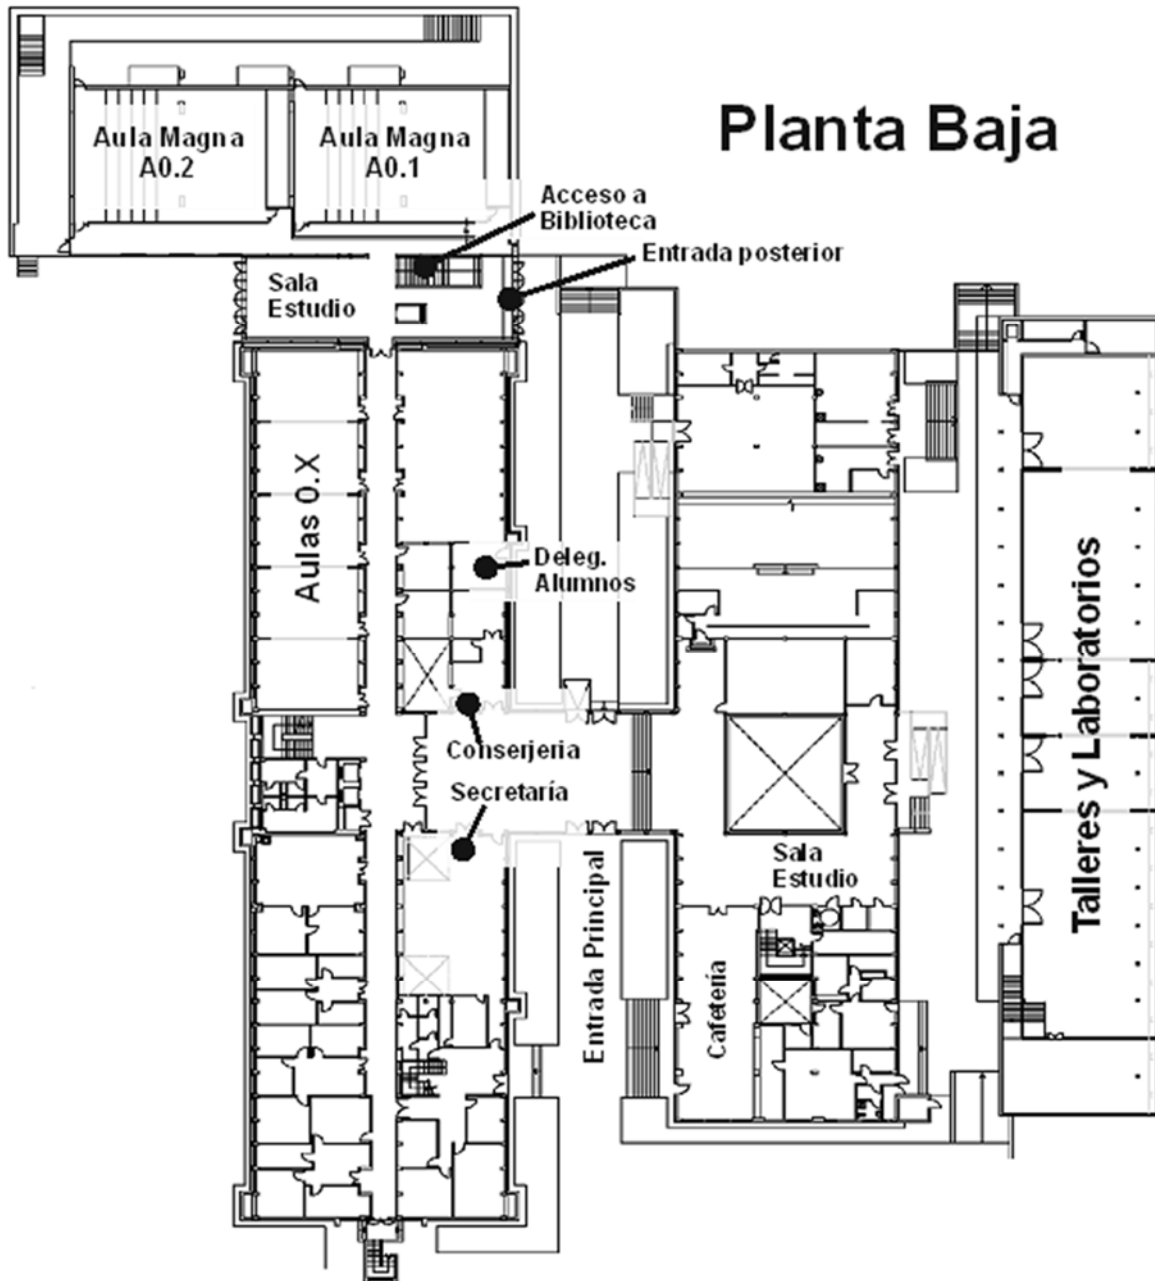 Planta Baja
Aula Magna
A0.2
Aula Magna
A0.1
Acceso a
Biblioteca
Entrada posterior
Sala
Estudio
Aulas 0.X
Deleg.
Alumnos
Conserjeria
Secretaría
Entrada Principal
Sala
Estudio
Cafetería
Talleres y Laboratorios